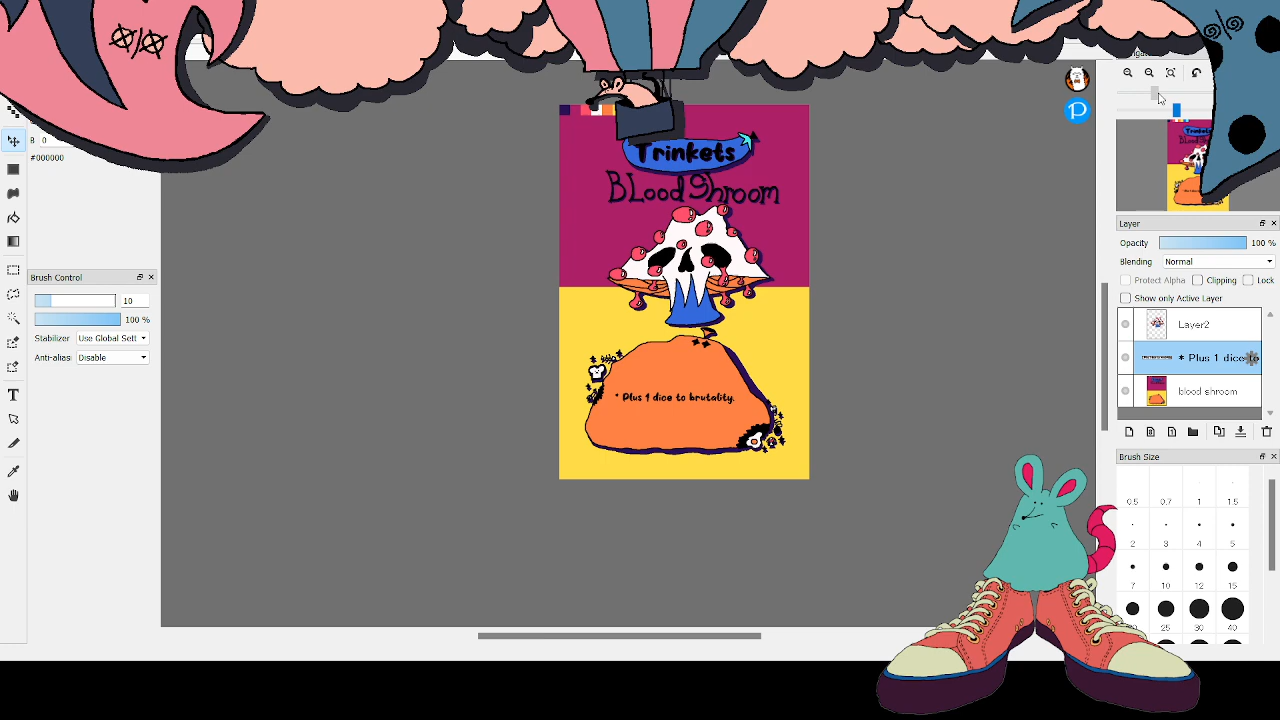 B 0
#000000
Brush Control
10
100 %
Stabilizer Use Global Sett
Anti-alias Disable
Trinkets
BLood Shroom
* Plus 1 dice to brutality.
Layer
Opacity 100 %
Blending Normal
Protect Alpha Clipping Lock
Show only Active Layer
Layer2
* Plus 1 dice to
blood shroom
Brush Size
0.5 0.7 1 1.5
2 3 4 5
7 10 12 15
25 30 40